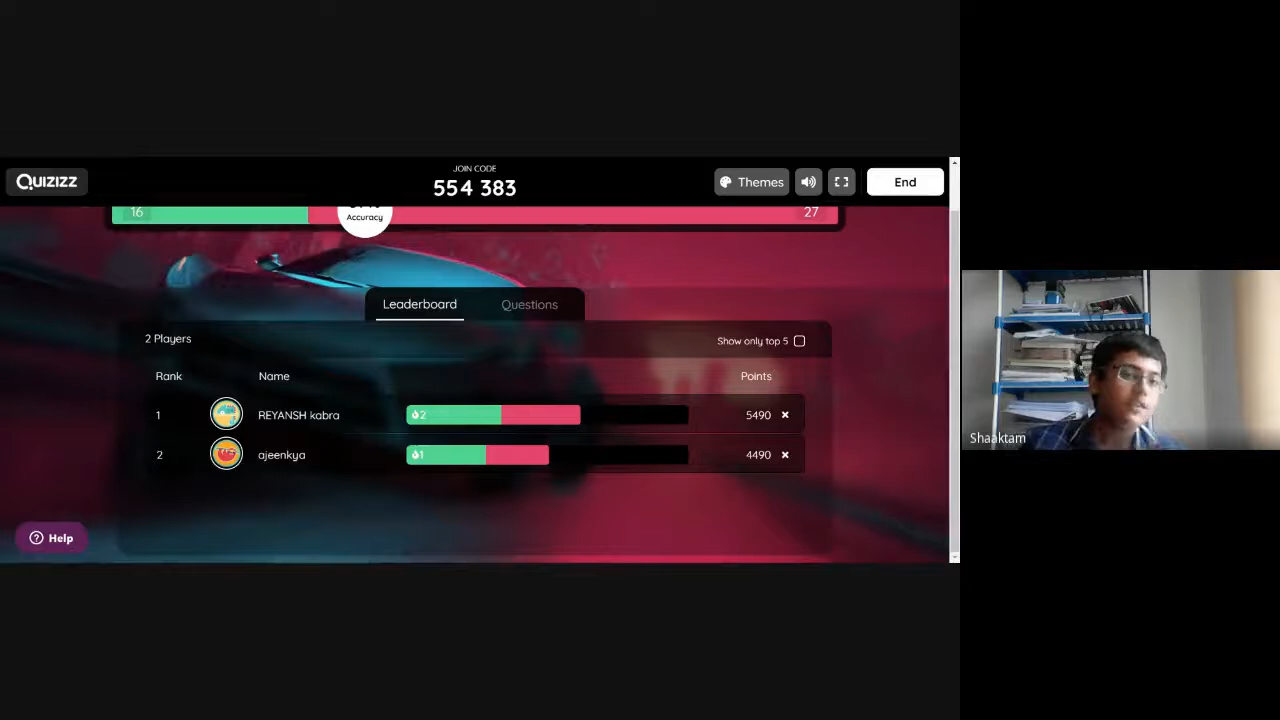 Quizizz
JOIN CODE
554 383
Themes
End
16
Accuracy
27
Leaderboard
Questions
2 Players
Show only top 5
Rank
Name
Points
1
REYANSH kabra
2
5490
2
ajeenkya
1
4490
Help
Shaaktam